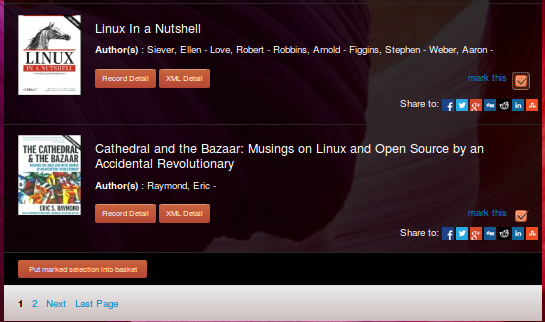 Linux In a Nutshell
Author(s) : Siever, Ellen - Love, Robert - Robbins, Arnold - Figgins, Stephen - Weber, Aaron -
LINUX
IN A NUTSHELL
Record Detail XML Detail
mark this
Share to:
Cathedral and the Bazaar: Musings on Linux and Open Source by an
Accidental Revolutionary
THE CATHEDRAL
& THE BAZAAR
Author(s) : Raymond, Eric -
ERIC S. RAYMOND
Record Detail XML Detail
mark this
Share to:
Put marked selection into basket
1 2 Next Last Page